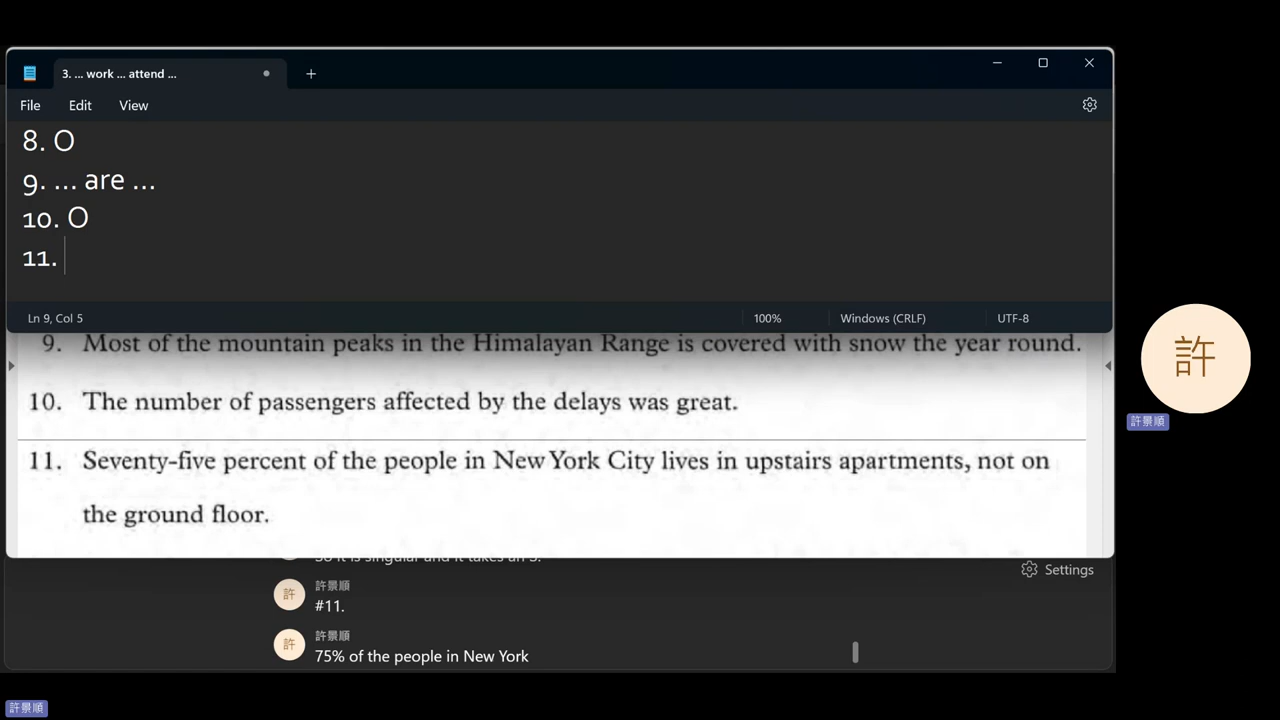 3. ... work ... attend ...
File Edit View
8. O
9. ... are ...
10. O
11.
Ln 9, Col 5 100% Windows (CRLF) UTF-8
9. Most of the mountain peaks in the Himalayan Range is covered with snow the year round.
10. The number of passengers affected by the delays was great.
11. Seventy-five percent of the people in New York City lives in upstairs apartments, not on
the ground floor.
So it is singular and it takes an S.
Settings
許景順
#11.
許景順
75% of the people in New York
許
許
許
許景順
許景順